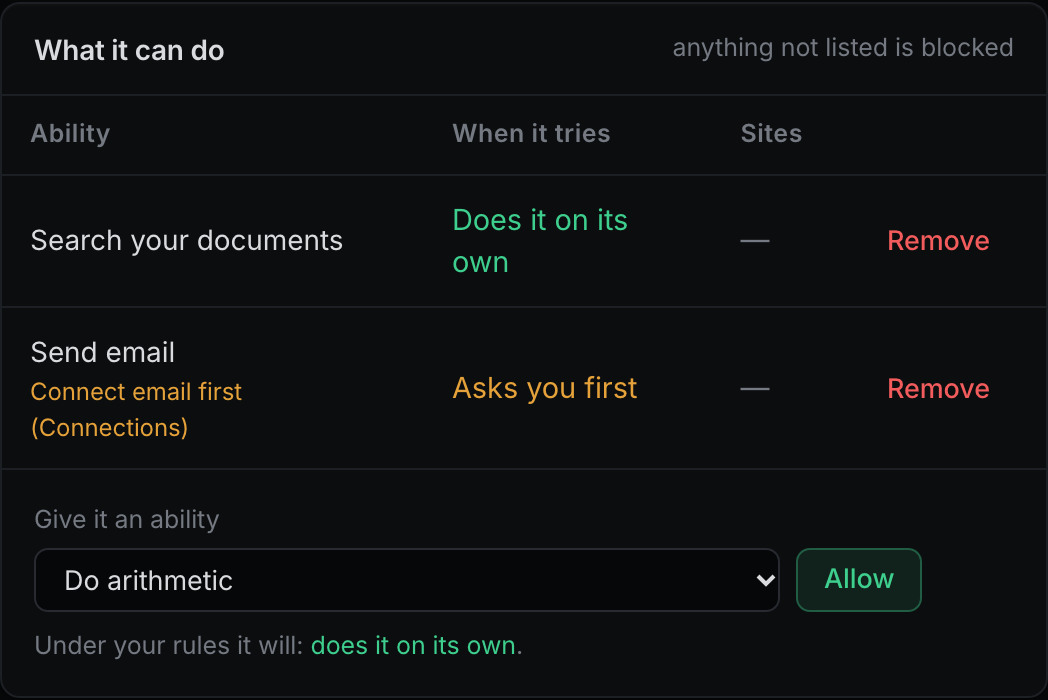 What it can do
anything not listed is blocked
Ability When it tries Sites
Search your documents
Does it on its
own
— Remove
Send email
Connect email first
(Connections)
Asks you first
— Remove
Give it an ability
Do arithmetic
Allow
Under your rules it will: does it on its own.